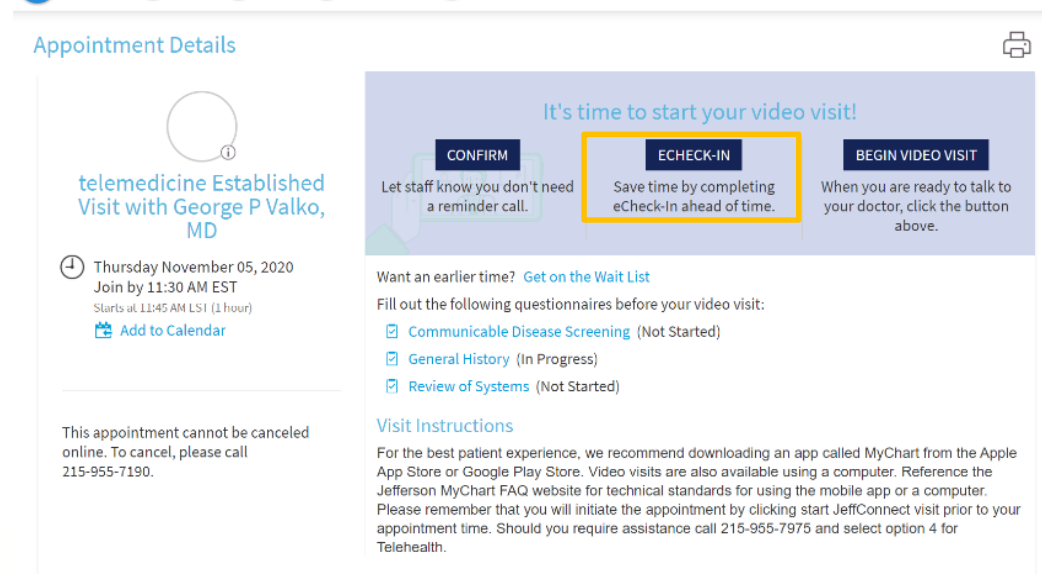 Appointment Details
telemedicine Established
Visit with George P Valko,
MD
Thursday November 05, 2020
Join by 11:30 AM EST
Starts at 11:45 AM EST (1 hour)
Add to Calendar
This appointment cannot be canceled
online. To cancel, please call
215-955-7190.
It's time to start your video visit!
CONFIRM
Let staff know you don't need
a reminder call.
ECHECK-IN
Save time by completing
eCheck-In ahead of time.
BEGIN VIDEO VISIT
When you are ready to talk to
your doctor, click the button
above.
Want an earlier time? Get on the Wait List
Fill out the following questionnaires before your video visit:
Communicable Disease Screening (Not Started)
General History (In Progress)
Review of Systems (Not Started)
Visit Instructions
For the best patient experience, we recommend downloading an app called MyChart from the Apple
App Store or Google Play Store. Video visits are also available using a computer. Reference the
Jefferson MyChart FAQ website for technical standards for using the mobile app or a computer.
Please remember that you will initiate the appointment by clicking start JeffConnect visit prior to your
appointment time. Should you require assistance call 215-955-7975 and select option 4 for
Telehealth.